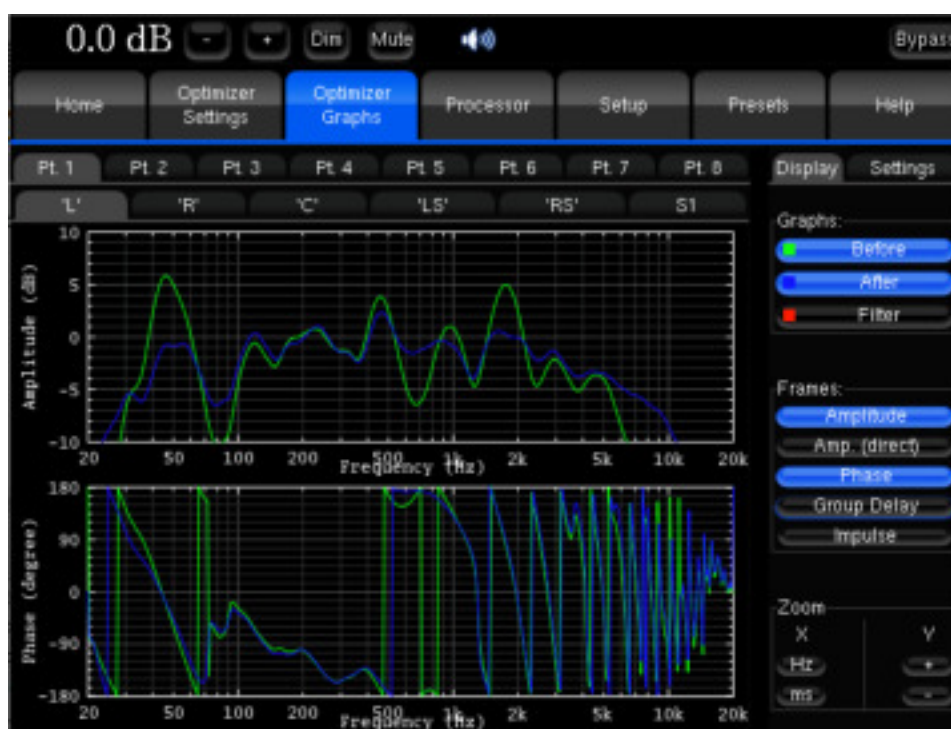 0.0 dB - + Dim Mute Bypass
Home Optimizer Settings Optimizer Graphs Processor Setup Presets Help
Pt. 1 Pt. 2 Pt. 3 Pt. 4 Pt. 5 Pt. 6 Pt. 7 Pt. 8 Display Settings
'L' 'R' 'C' 'LS' 'RS' S1
Graphs:
Before
After
Filter
10
5
0
-5
-10
Amplitude (dB)
20 50 100 200 500 1k 2k 5k 10k 20k
Frequency (Hz)
Frames:
Amplitude
Amp. (direct)
Phase
Group Delay
Impulse
180
90
0
-90
-180
Phase (degree)
20 50 100 200 500 1k 2k 5k 10k 20k
Frequency (Hz)
Zoom
X Y
Hz +
ms -